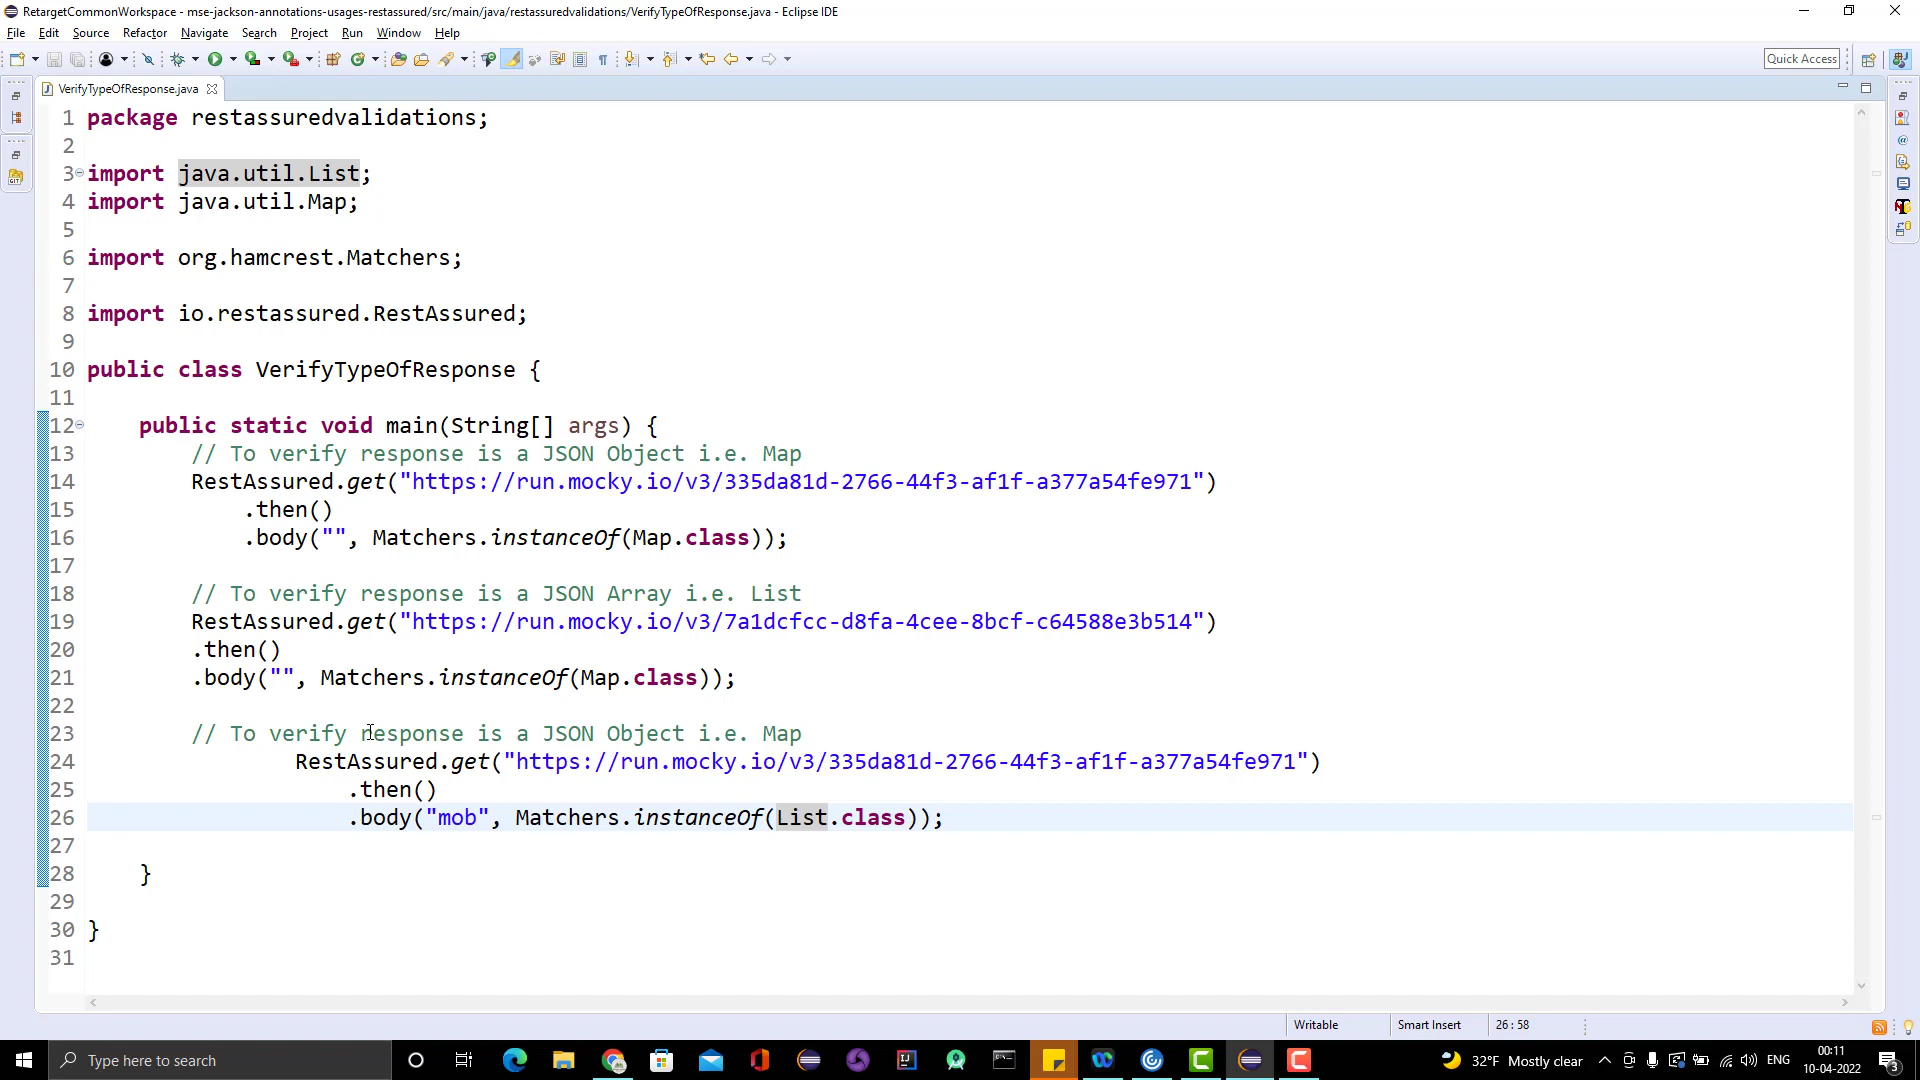 RetargetCommonWorkspace - mse-jackson-annotations-usages-restassured/src/main/java/restassuredvalidations/VerifyTypeOfResponse.java - Eclipse IDE
File Edit Source Refactor Navigate Search Project Run Window Help
Quick Access
VerifyTypeOfResponse.java
1 package restassuredvalidations;
2
3 import java.util.List;
4 import java.util.Map;
5
6 import org.hamcrest.Matchers;
7
8 import io.restassured.RestAssured;
9
10 public class VerifyTypeOfResponse {
11
12 public static void main(String[] args) {
13 // To verify response is a JSON Object i.e. Map
14 RestAssured.get("https://run.mocky.io/v3/335da81d-2766-44f3-af1f-a377a54fe971")
15 .then()
16 .body("", Matchers.instanceOf(Map.class));
17
18 // To verify response is a JSON Array i.e. List
19 RestAssured.get("https://run.mocky.io/v3/7a1dcfcc-d8fa-4cee-8bcf-c64588e3b514")
20 .then()
21 .body("", Matchers.instanceOf(Map.class));
22
23 // To verify response is a JSON Object i.e. Map
24 RestAssured.get("https://run.mocky.io/v3/335da81d-2766-44f3-af1f-a377a54fe971")
25 .then()
26 .body("mob", Matchers.instanceOf(List.class));
27
28 }
29
30 }
31
Writable Smart Insert 26 : 58
Type here to search
32°F Mostly clear
ENG
00:11
10-04-2022
3